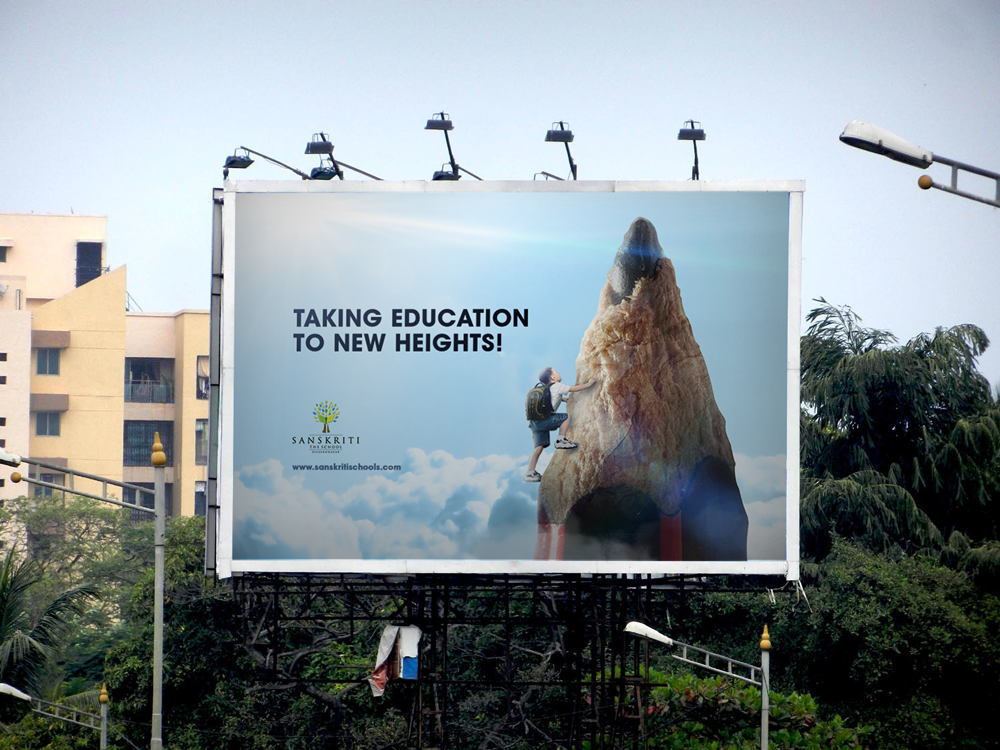 TAKING EDUCATION
TO NEW HEIGHTS!
SANSKRITI
THE SCHOOL
www.sanskritischools.com